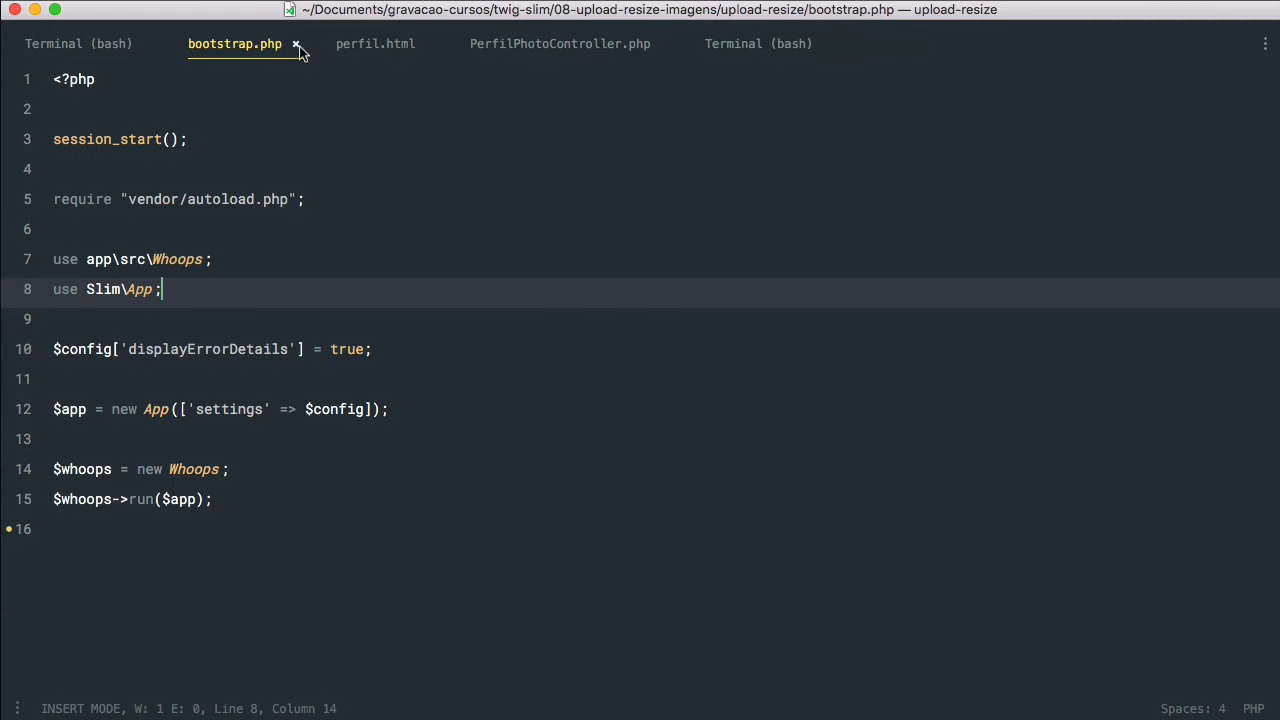 ~/Documents/gravacao-cursos/twig-slim/08-upload-resize-imagens/upload-resize/bootstrap.php — upload-resize
Terminal (bash) bootstrap.php × perfil.html PerfilPhotoController.php Terminal (bash)
1 <?php
2
3 session_start();
4
5 require "vendor/autoload.php";
6
7 use app\src\Whoops;
8 use Slim\App;
9
10 $config['displayErrorDetails'] = true;
11
12 $app = new App(['settings' => $config]);
13
14 $whoops = new Whoops;
15 $whoops->run($app);
16
INSERT MODE, W: 1 E: 0, Line 8, Column 14 Spaces: 4 PHP